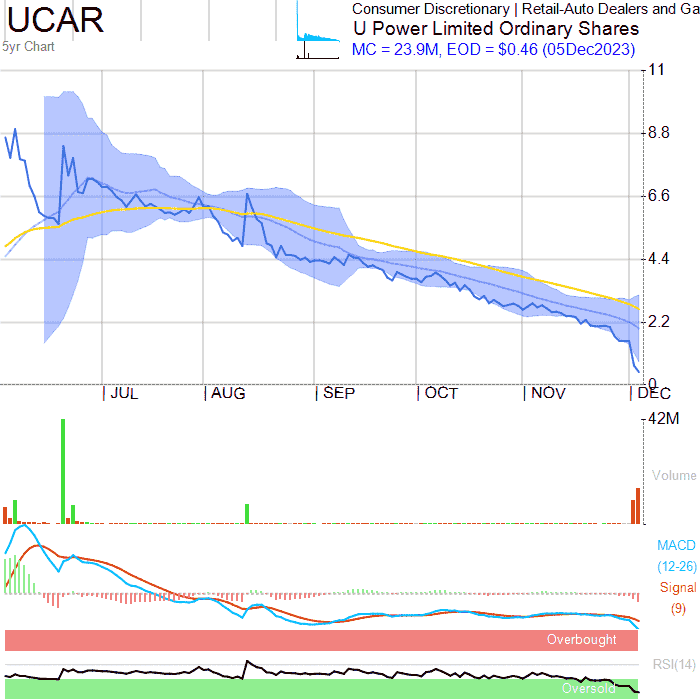 UCAR
Consumer Discretionary | Retail-Auto Dealers and Ga
5yr Chart
U Power Limited Ordinary Shares
MC = 23.9M, EOD = $0.46 (05Dec2023)
11
8.8
6.6
4.4
2.2
0
JUL AUG SEP OCT NOV DEC
42M
Volume
MACD
(12-26)
Signal
(9)
Overbought
RSI(14)
Oversold